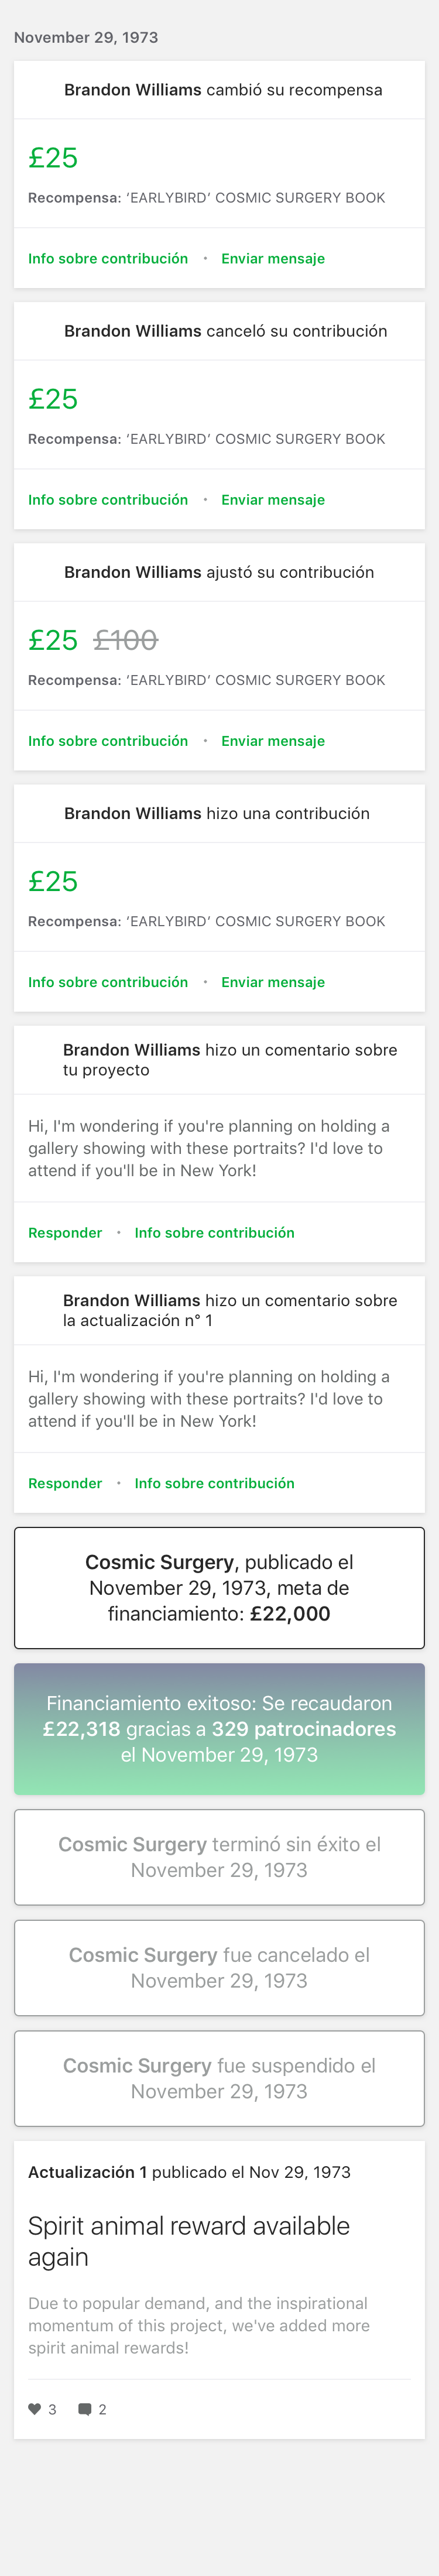 November 29, 1973
Brandon Williams cambió su recompensa
£25
Recompensa: ‘EARLYBIRD’ COSMIC SURGERY BOOK
Info sobre contribución • Enviar mensaje
Brandon Williams canceló su contribución
£25
Recompensa: ‘EARLYBIRD’ COSMIC SURGERY BOOK
Info sobre contribución • Enviar mensaje
Brandon Williams ajustó su contribución
£25 £100
Recompensa: ‘EARLYBIRD’ COSMIC SURGERY BOOK
Info sobre contribución • Enviar mensaje
Brandon Williams hizo una contribución
£25
Recompensa: ‘EARLYBIRD’ COSMIC SURGERY BOOK
Info sobre contribución • Enviar mensaje
Brandon Williams hizo un comentario sobre
tu proyecto
Hi, I'm wondering if you're planning on holding a
gallery showing with these portraits? I'd love to
attend if you'll be in New York!
Responder • Info sobre contribución
Brandon Williams hizo un comentario sobre
la actualización n° 1
Hi, I'm wondering if you're planning on holding a
gallery showing with these portraits? I'd love to
attend if you'll be in New York!
Responder • Info sobre contribución
Cosmic Surgery, publicado el
November 29, 1973, meta de
financiamiento: £22,000
Financiamiento exitoso: Se recaudaron
£22,318 gracias a 329 patrocinadores
el November 29, 1973
Cosmic Surgery terminó sin éxito el
November 29, 1973
Cosmic Surgery fue cancelado el
November 29, 1973
Cosmic Surgery fue suspendido el
November 29, 1973
Actualización 1 publicado el Nov 29, 1973
Spirit animal reward available
again
Due to popular demand, and the inspirational
momentum of this project, we've added more
spirit animal rewards!
3 2